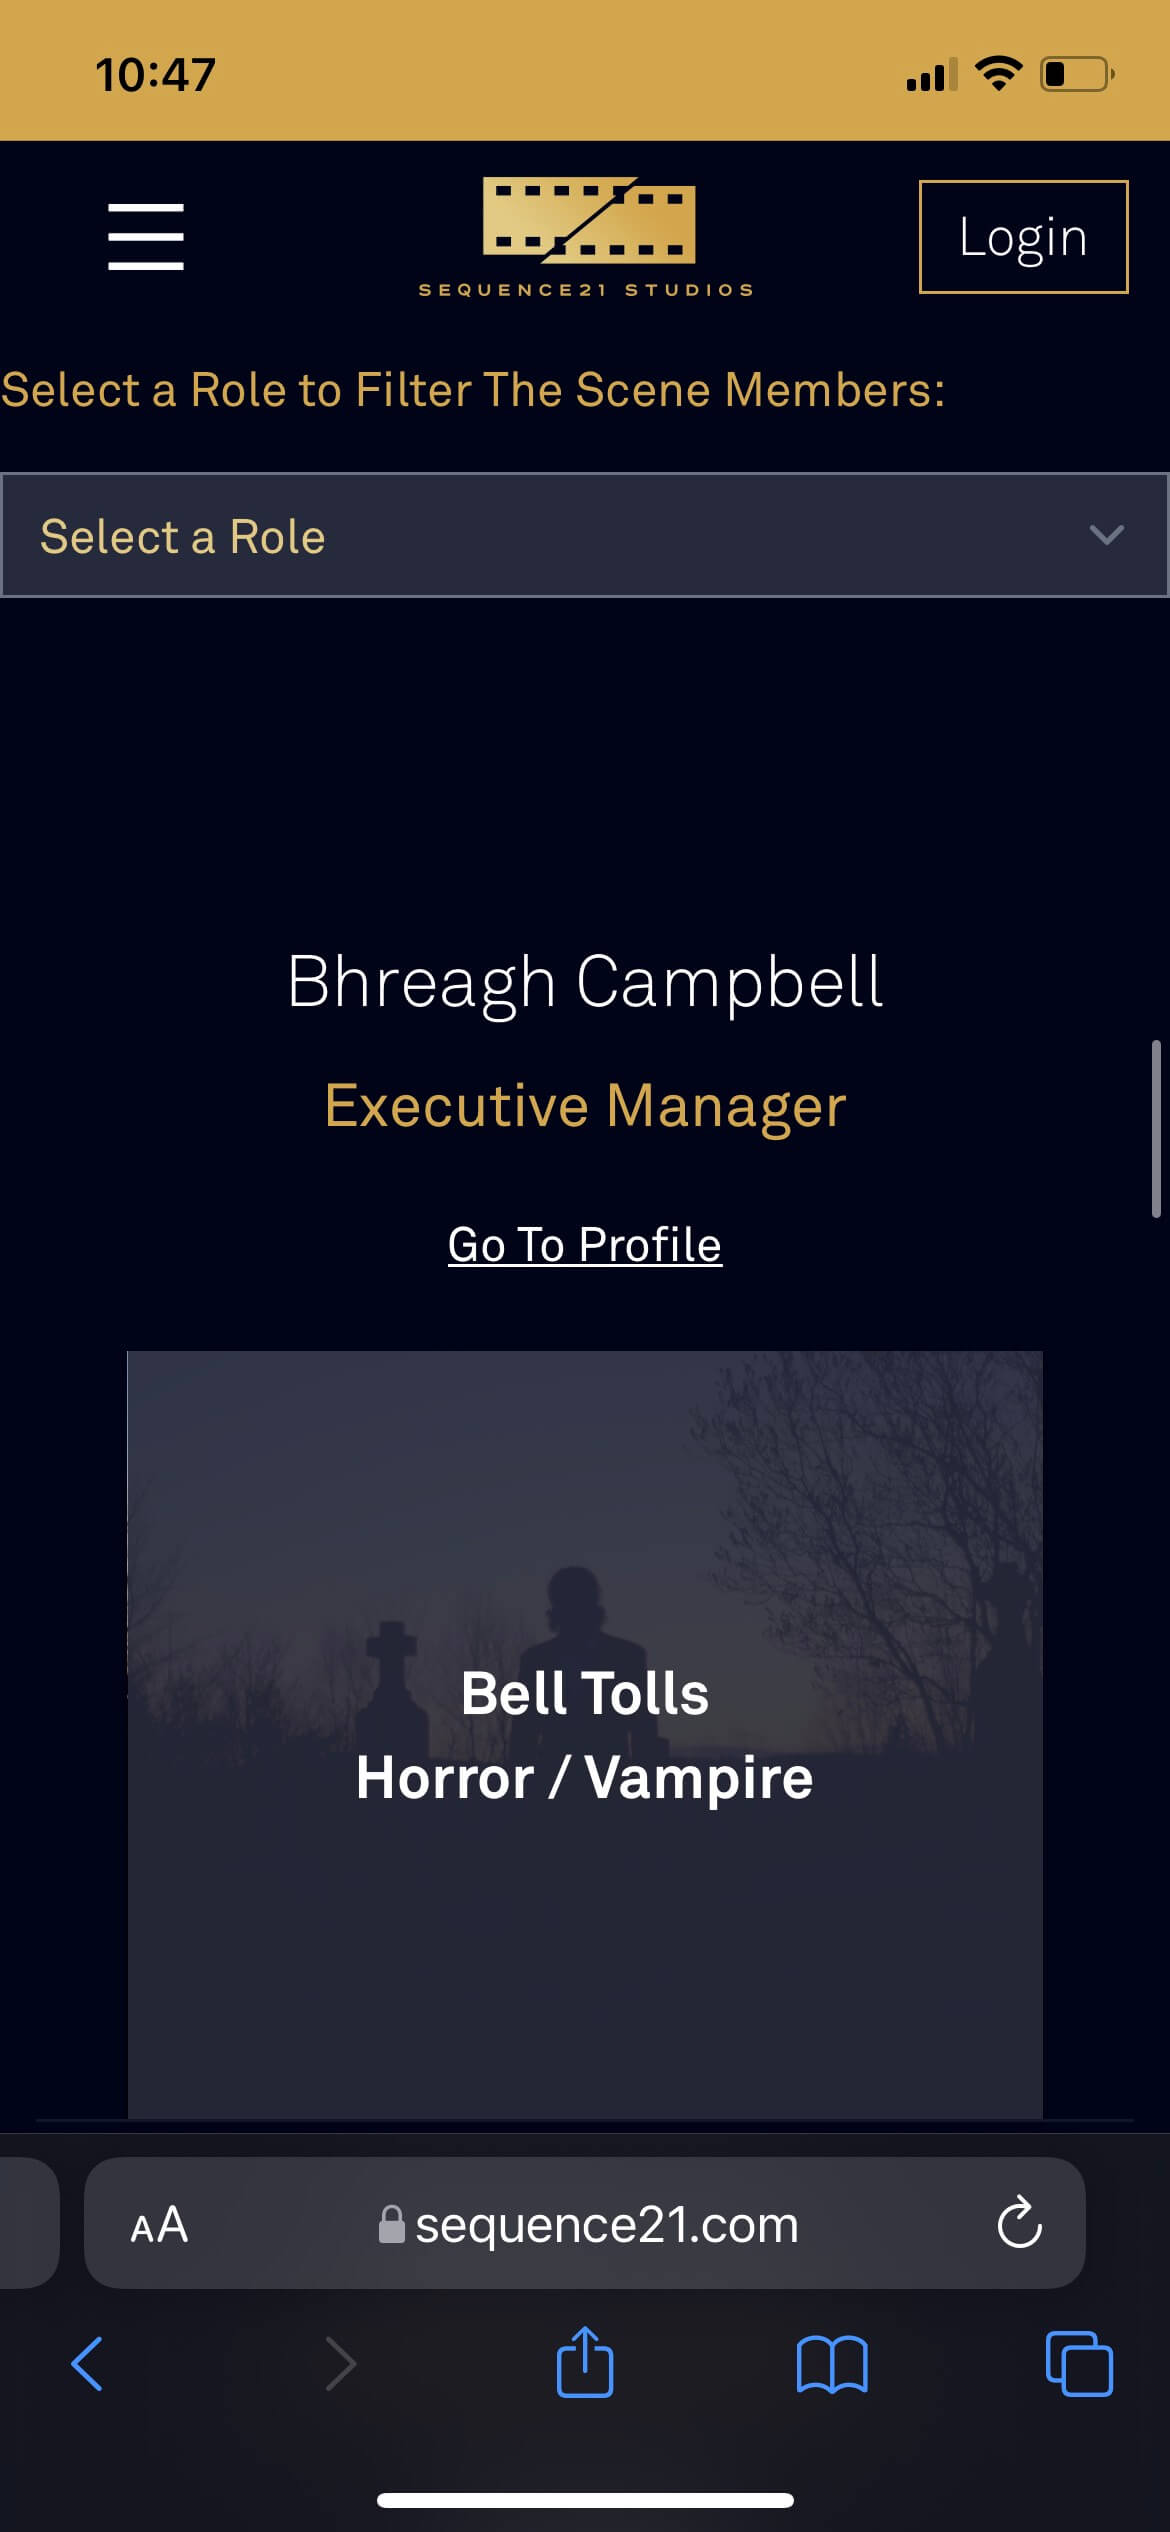 10:47
SEQUENCE21 STUDIOS
Login
Select a Role to Filter The Scene Members:
Select a Role
Bhreagh Campbell
Executive Manager
Go To Profile
Bell Tolls
Horror / Vampire
AA
sequence21.com